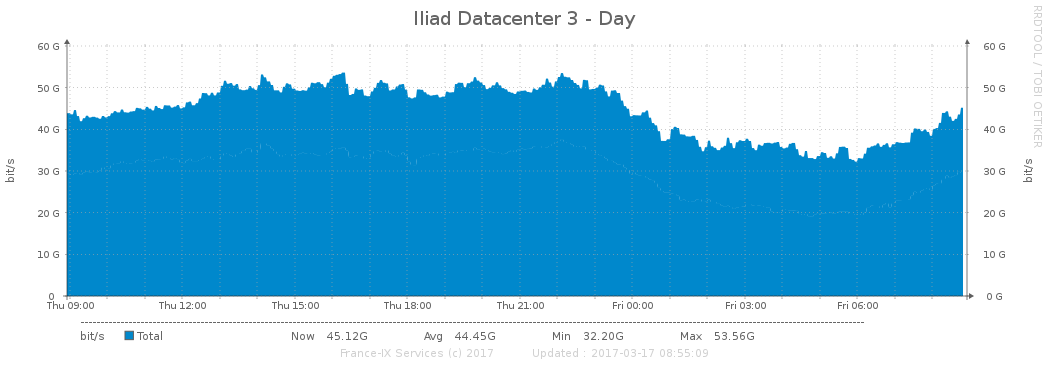 Iliad Datacenter 3 - Day
RRDTOOL / TOBI OETIKER
60 G 60 G
50 G 50 G
40 G 40 G
30 G 30 G
20 G 20 G
10 G 10 G
0 0 G
bit/s bit/s
Thu 09:00 Thu 12:00 Thu 15:00 Thu 18:00 Thu 21:00 Fri 00:00 Fri 03:00 Fri 06:00
bit/s Total Now 45.12G Avg 44.45G Min 32.20G Max 53.56G
France-IX Services (c) 2017 Updated : 2017-03-17 08:55:09